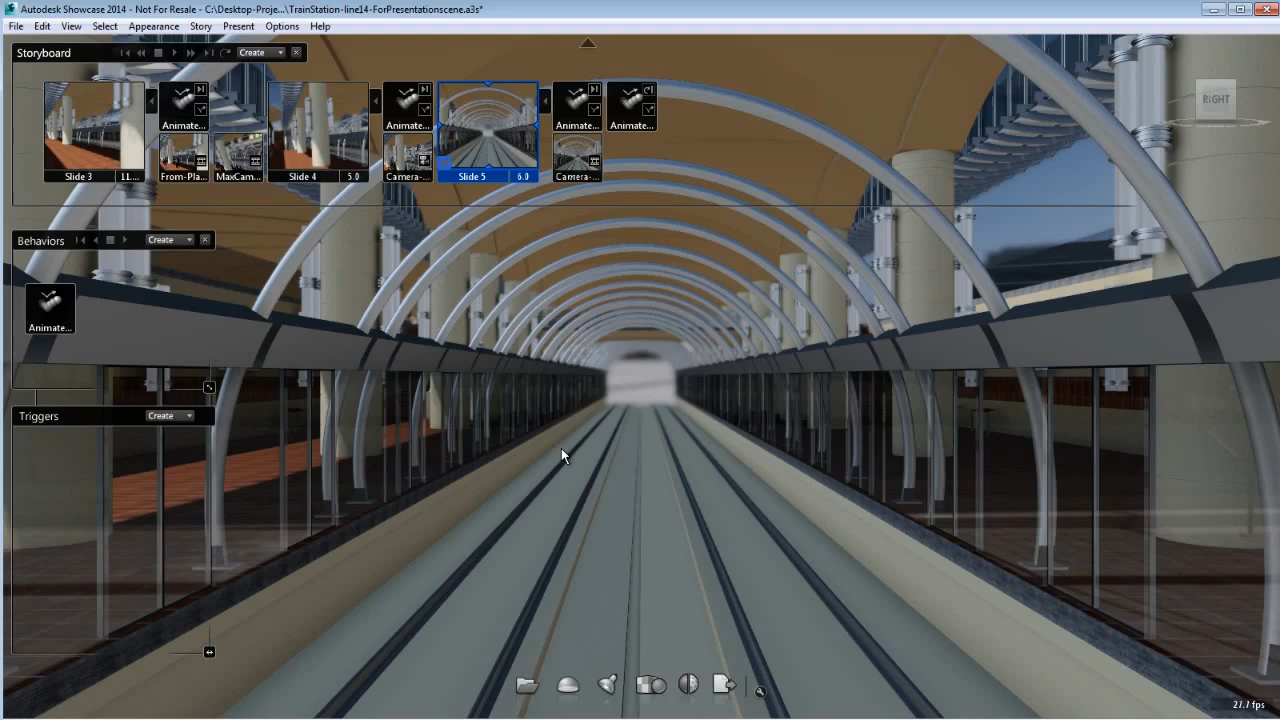 Autodesk Showcase 2014 - Not For Resale - C:\Desktop-Proje...\TrainStation-line14-ForPresentationscene.a3s*
File Edit View Select Appearance Story Present Options Help
Storyboard Create
RIGHT
Animate... Animate... Animate... Animate...
Slide 3 11... From-Pla... MaxCam... Slide 4 5.0 Camera-... Slide 5 6.0 Camera-...
Behaviors Create
Animate...
Triggers Create
27.7 fps